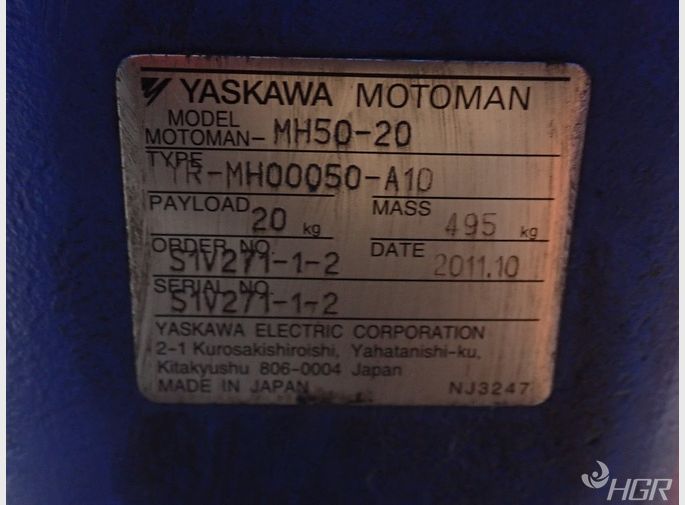 YASKAWA MOTOMAN
MODEL
MOTOMAN- MH50-20
TYPE
YR-MH00050-A10
PAYLOAD 20 kg MASS 495 kg
ORDER NO. S1V271-1-2 DATE 2011.10
SERIAL NO. S1V271-1-2
YASKAWA ELECTRIC CORPORATION
2-1 Kurosakishiroishi, Yahatanishi-ku,
Kitakyushu 806-0004 Japan
MADE IN JAPAN NJ3247
HGR